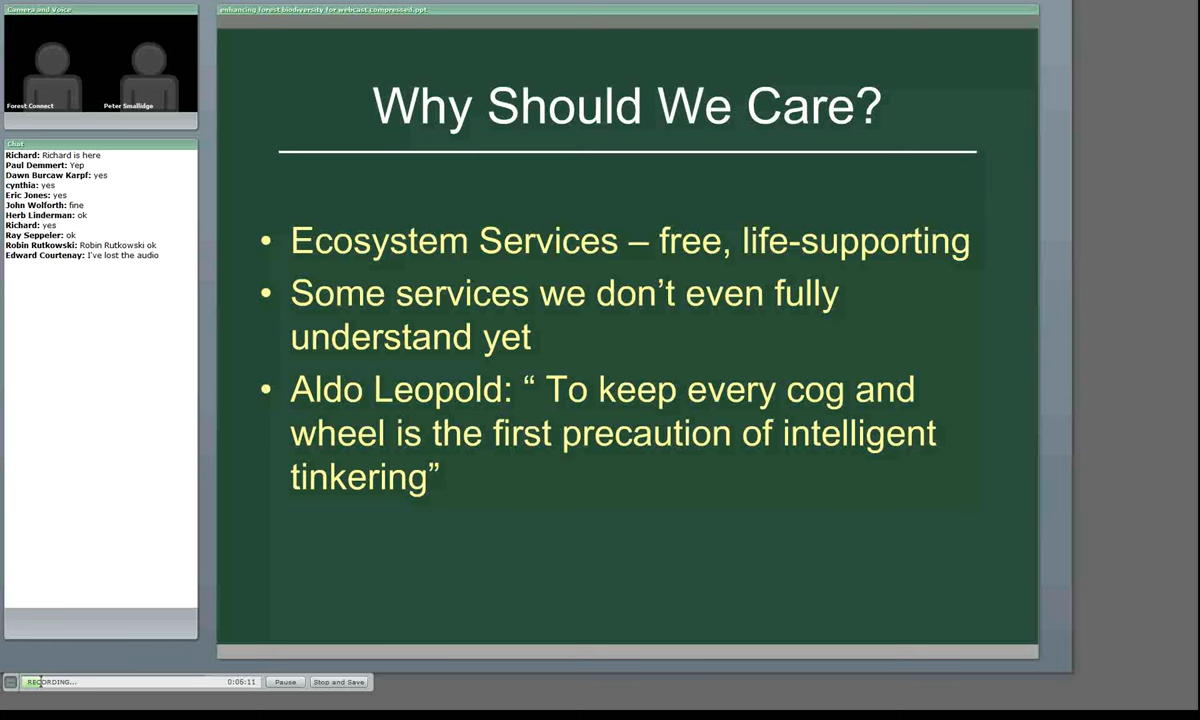 Camera and Voice
enhancing forest biodiversity for webcast compressed.ppt
Forest Connect
Peter Smallidge
Chat
Richard: Richard is here
Paul Demmert: Yep
Dawn Burcaw Karpf: yes
cynthia: yes
Eric Jones: yes
John Wolforth: fine
Herb Linderman: ok
Richard: yes
Ray Seppeler: ok
Robin Rutkowski: Robin Rutkowski ok
Edward Courtenay: I've lost the audio
Why Should We Care?
• Ecosystem Services – free, life-supporting
• Some services we don’t even fully
understand yet
• Aldo Leopold: “ To keep every cog and
wheel is the first precaution of intelligent
tinkering”
RECORDING...
0:05:11
Pause
Stop and Save